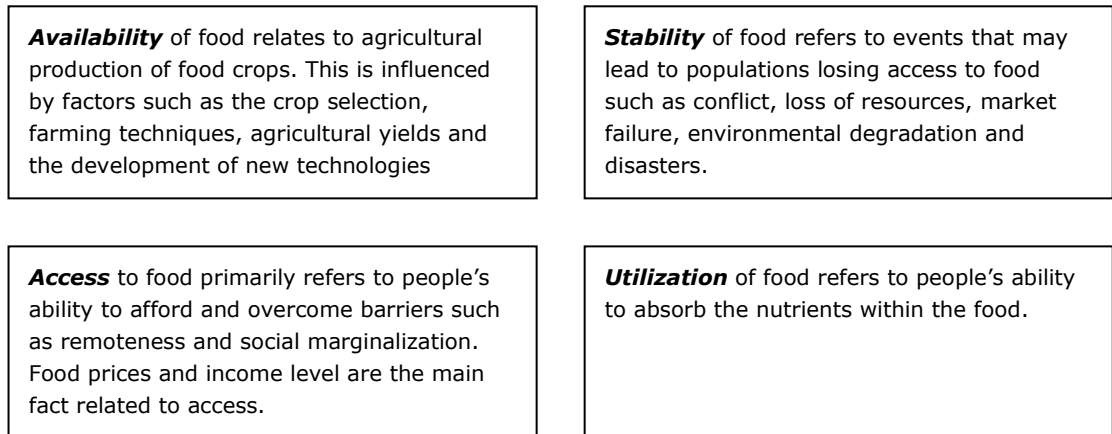 Availability of food relates to agricultural
production of food crops. This is influenced
by factors such as the crop selection,
farming techniques, agricultural yields and
the development of new technologies
Stability of food refers to events that may
lead to populations losing access to food
such as conflict, loss of resources, market
failure, environmental degradation and
disasters.
Access to food primarily refers to people’s
ability to afford and overcome barriers such
as remoteness and social marginalization.
Food prices and income level are the main
fact related to access.
Utilization of food refers to people’s ability
to absorb the nutrients within the food.